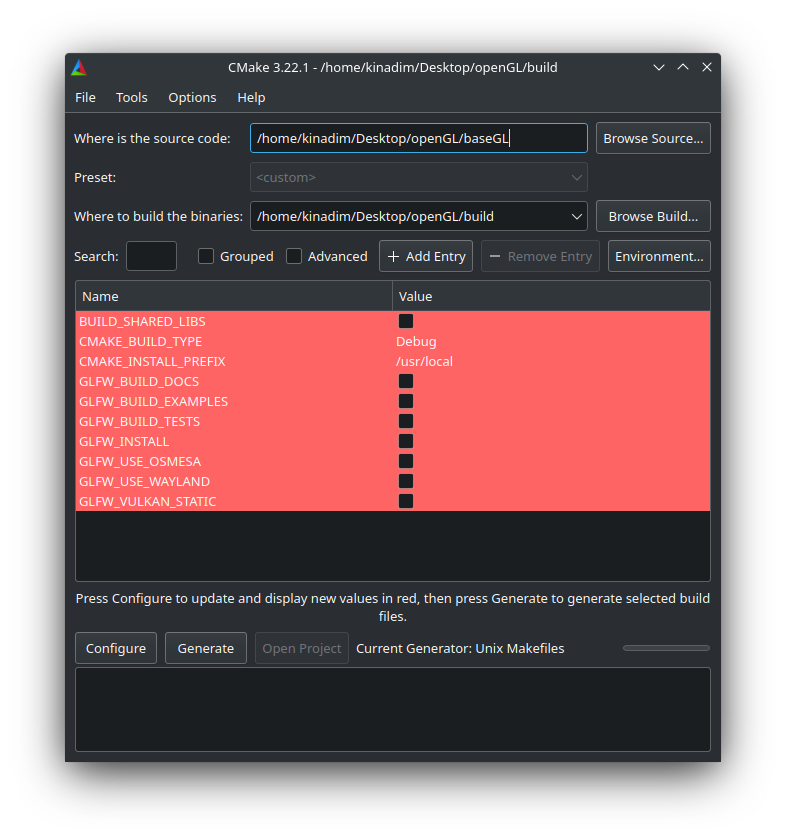 CMake 3.22.1 - /home/kinadim/Desktop/openGL/build
File Tools Options Help
Where is the source code: /home/kinadim/Desktop/openGL/baseGL Browse Source...
Preset: <custom>
Where to build the binaries: /home/kinadim/Desktop/openGL/build Browse Build...
Search: Grouped Advanced + Add Entry − Remove Entry Environment...
Name Value
BUILD_SHARED_LIBS
CMAKE_BUILD_TYPE Debug
CMAKE_INSTALL_PREFIX /usr/local
GLFW_BUILD_DOCS
GLFW_BUILD_EXAMPLES
GLFW_BUILD_TESTS
GLFW_INSTALL
GLFW_USE_OSMESA
GLFW_USE_WAYLAND
GLFW_VULKAN_STATIC
Press Configure to update and display new values in red, then press Generate to generate selected build
files.
Configure Generate Open Project Current Generator: Unix Makefiles